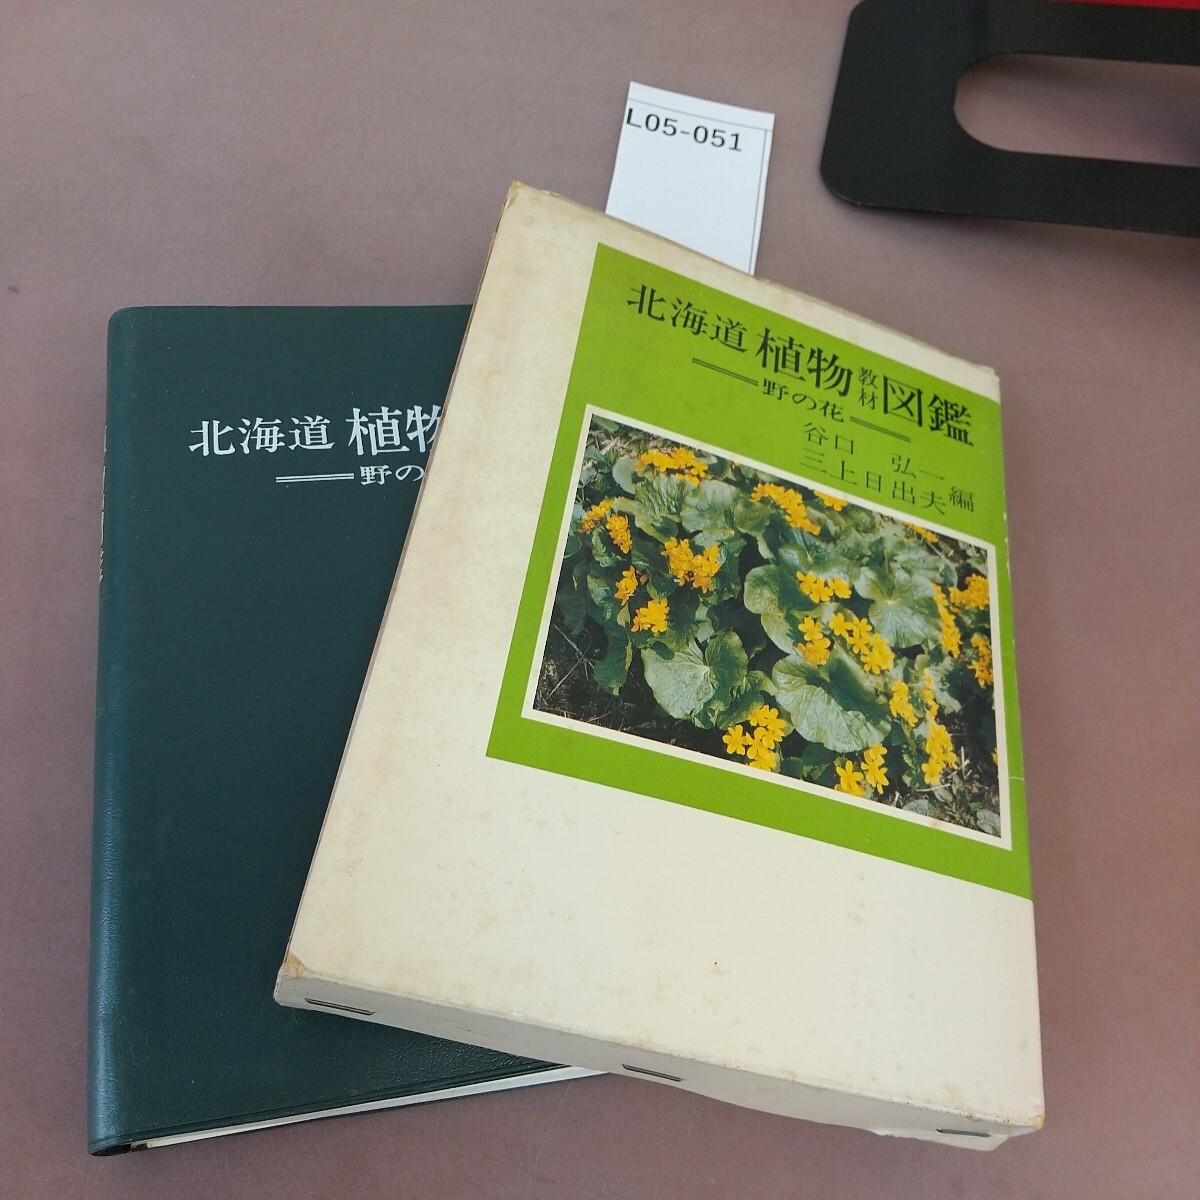 L05-051
北海道 植物教材図鑑
野の花
谷口 弘一
三上日出夫 編
北海道 植物
野の